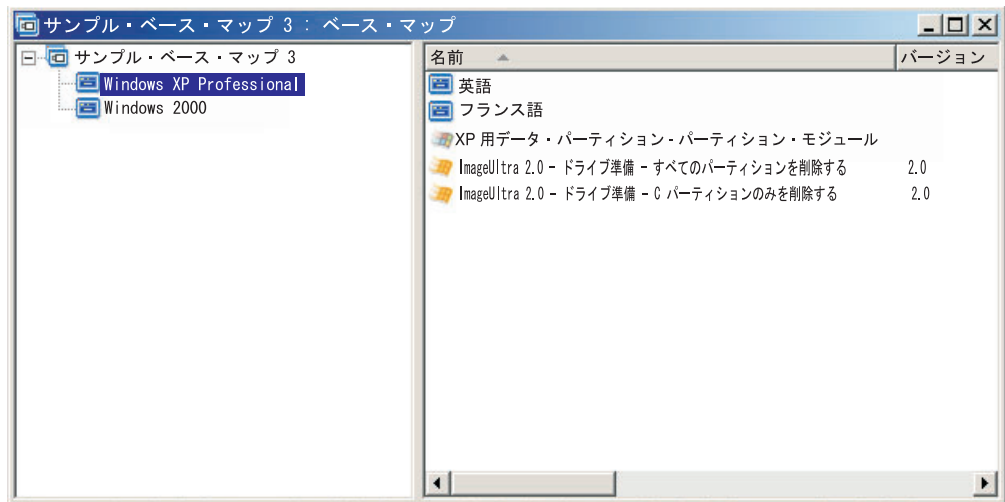 サンプル・ベース・マップ 3 : ベース・マップ
サンプル・ベース・マップ 3
Windows XP Professional
Windows 2000
名前 バージョン
英語
フランス語
XP 用データ・パーティション - パーティション・モジュール
ImageUltra 2.0 - ドライブ準備 - すべてのパーティションを削除する 2.0
ImageUltra 2.0 - ドライブ準備 - C パーティションのみを削除する 2.0